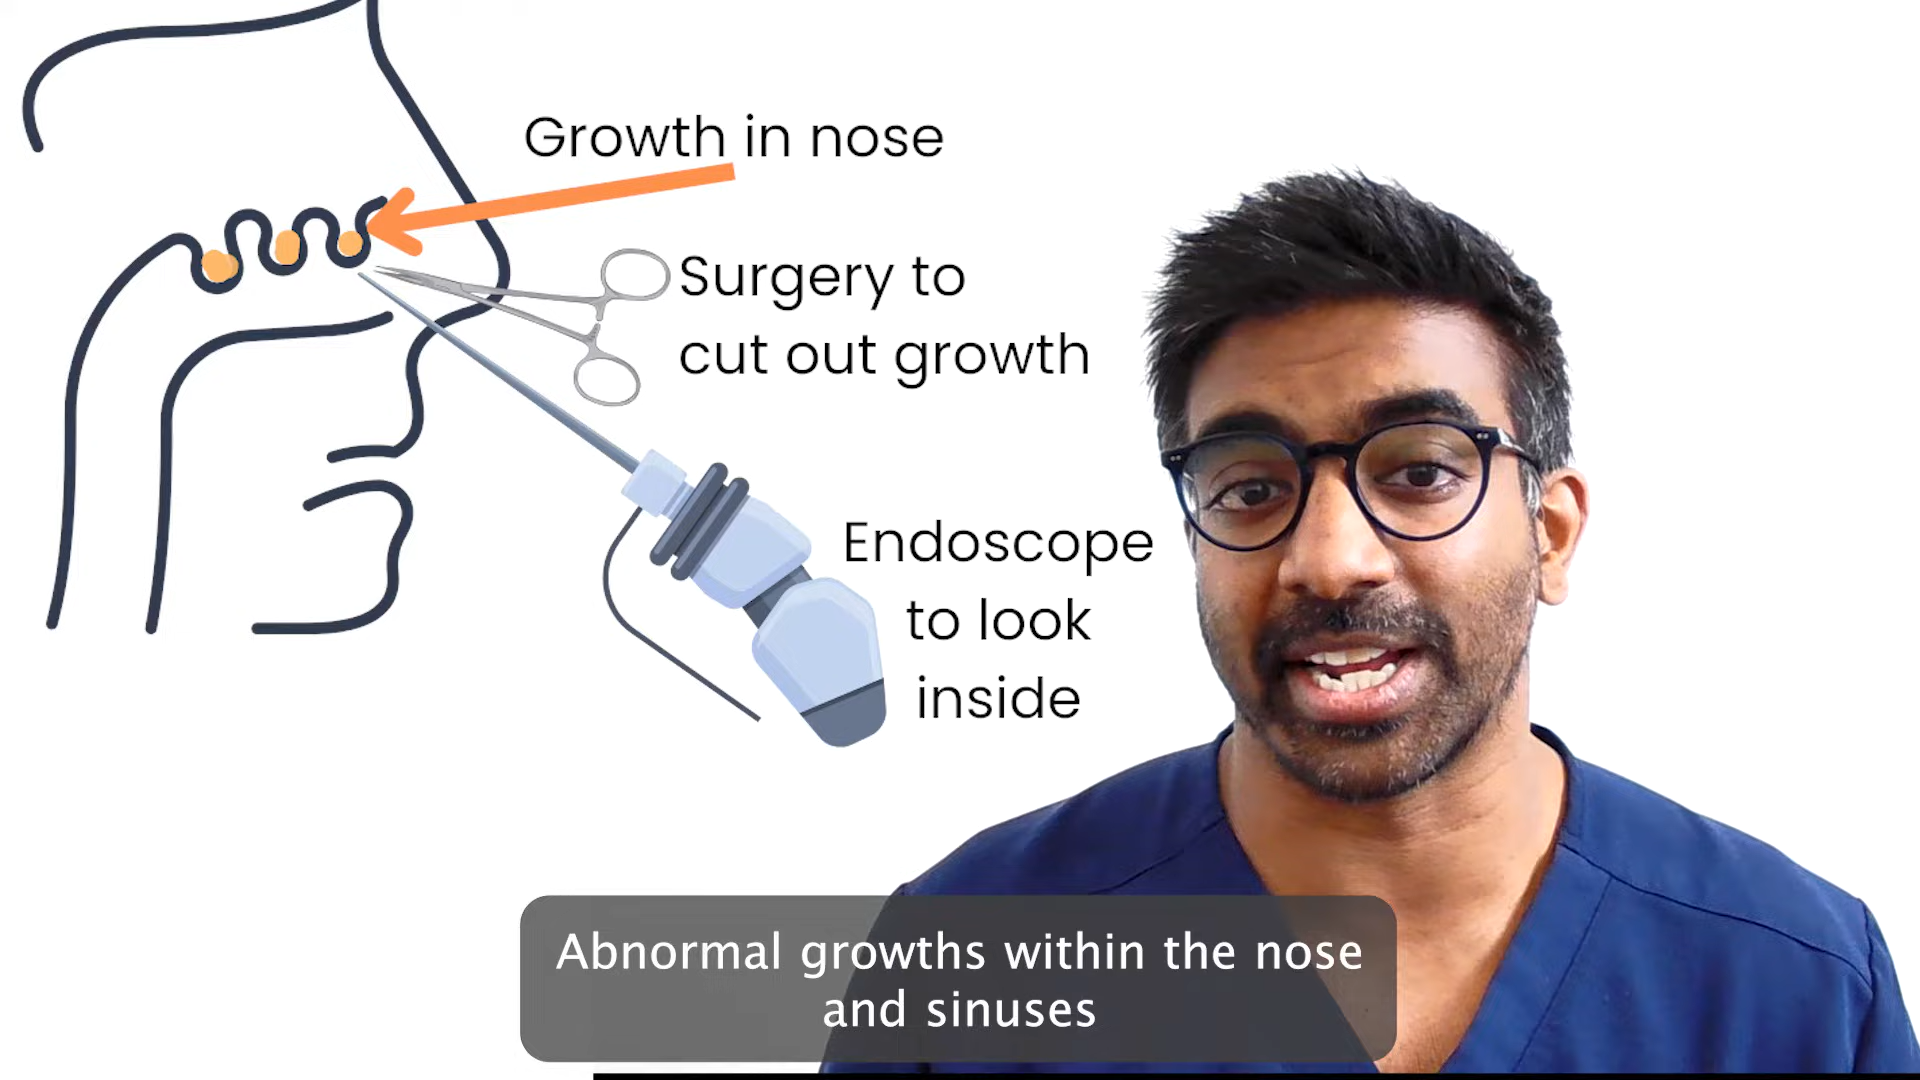 Growth in nose
Surgery to
cut out growth
Endoscope
to look
inside
Abnormal growths within the nose
and sinuses